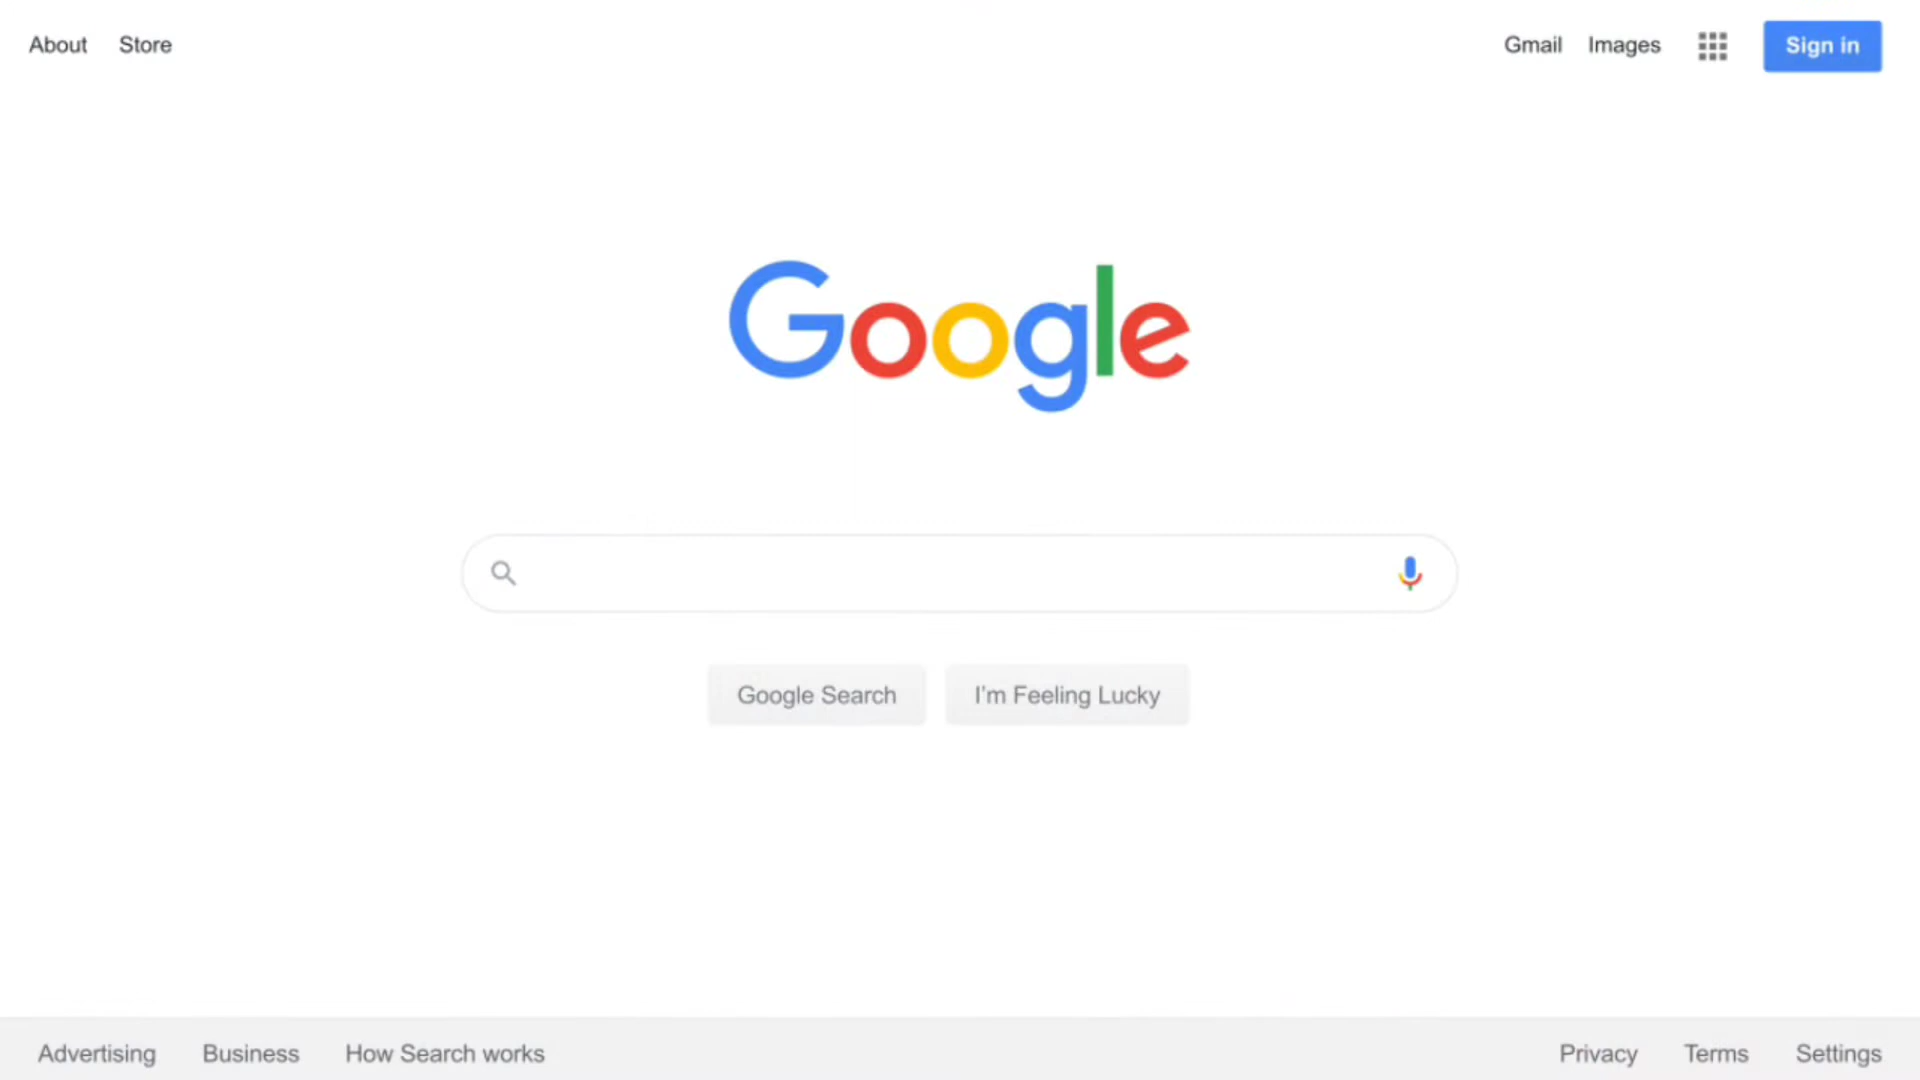 About Store Gmail Images Sign in
Google
Google Search I'm Feeling Lucky
Advertising Business How Search works Privacy Terms Settings